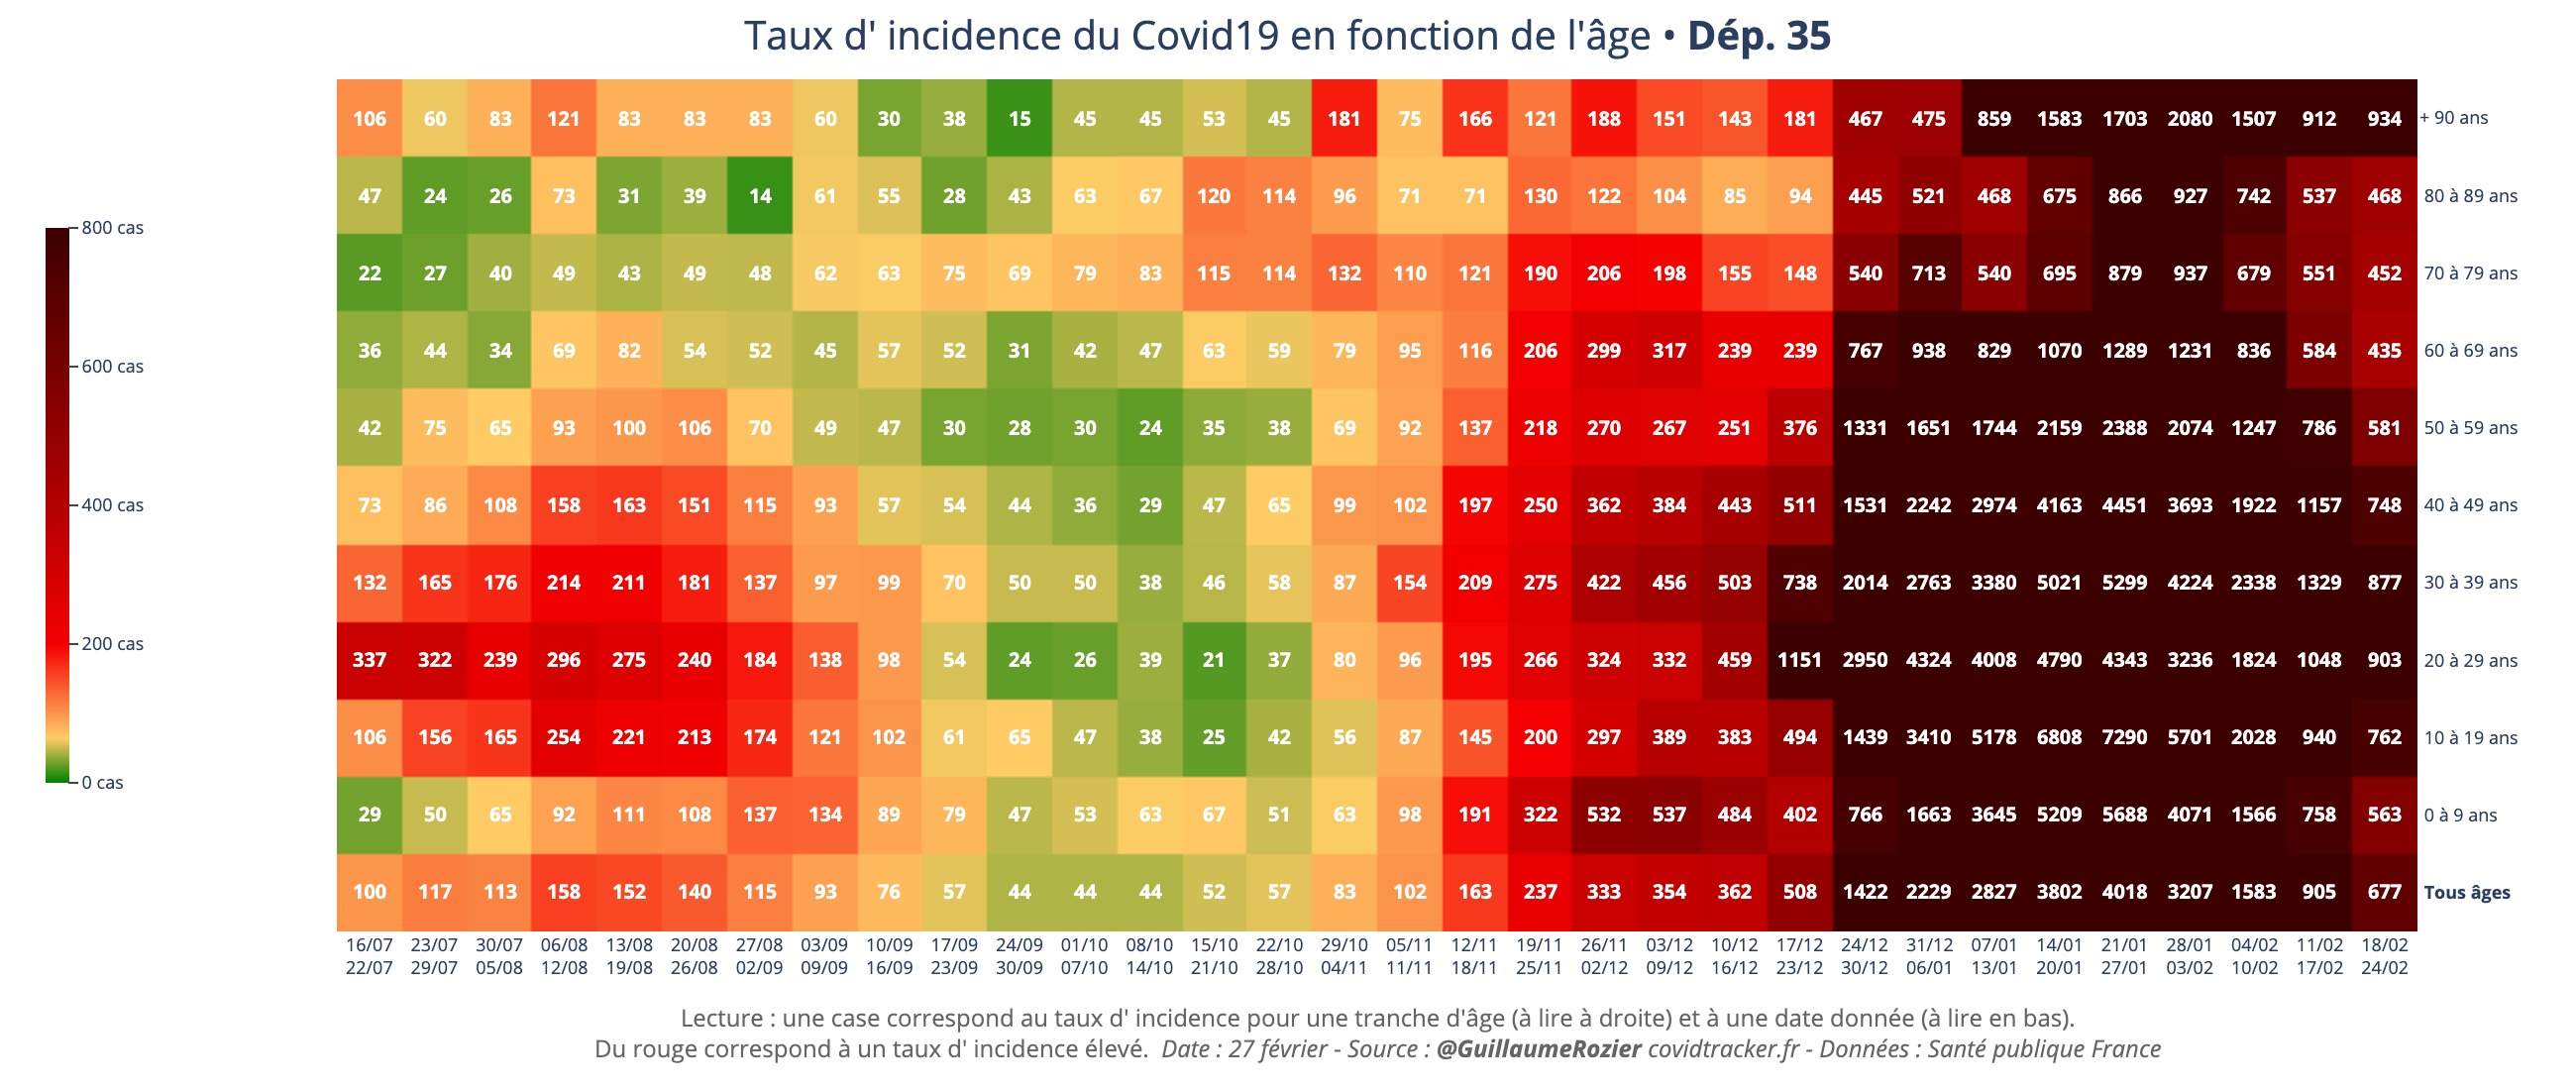 Taux d' incidence du Covid19 en fonction de l'âge • Dép. 35
800 cas
600 cas
400 cas
200 cas
0 cas
106 60 83 121 83 83 83 60 30 38 15 45 45 53 45 181 75 166 121 188 151 143 181 467 475 859 1583 1703 2080 1507 912 934 + 90 ans
47 24 26 73 31 39 14 61 55 28 43 63 67 120 114 96 71 71 130 122 104 85 94 445 521 468 675 866 927 742 537 468 80 à 89 ans
22 27 40 49 43 49 48 62 63 75 69 79 83 115 114 132 110 121 190 206 198 155 148 540 713 540 695 879 937 679 551 452 70 à 79 ans
36 44 34 69 82 54 52 45 57 52 31 42 47 63 59 79 95 116 206 299 317 239 239 767 938 829 1070 1289 1231 836 584 435 60 à 69 ans
42 75 65 93 100 106 70 49 47 30 28 30 24 35 38 69 92 137 218 270 267 251 376 1331 1651 1744 2159 2388 2074 1247 786 581 50 à 59 ans
73 86 108 158 163 151 115 93 57 54 44 36 29 47 65 99 102 197 250 362 384 443 511 1531 2242 2974 4163 4451 3693 1922 1157 748 40 à 49 ans
132 165 176 214 211 181 137 97 99 70 50 50 38 46 58 87 154 209 275 422 456 503 738 2014 2763 3380 5021 5299 4224 2338 1329 877 30 à 39 ans
337 322 239 296 275 240 184 138 98 54 24 26 39 21 37 80 96 195 266 324 332 459 1151 2950 4324 4008 4790 4343 3236 1824 1048 903 20 à 29 ans
106 156 165 254 221 213 174 121 102 61 65 47 38 25 42 56 87 145 200 297 389 383 494 1439 3410 5178 6808 7290 5701 2028 940 762 10 à 19 ans
29 50 65 92 111 108 137 134 89 79 47 53 63 67 51 63 98 191 322 532 537 484 402 766 1663 3645 5209 5688 4071 1566 758 563 0 à 9 ans
100 117 113 158 152 140 115 93 76 57 44 44 44 52 57 83 102 163 237 333 354 362 508 1422 2229 2827 3802 4018 3207 1583 905 677 Tous âges
16/07 23/07 30/07 06/08 13/08 20/08 27/08 03/09 10/09 17/09 24/09 01/10 08/10 15/10 22/10 29/10 05/11 12/11 19/11 26/11 03/12 10/12 17/12 24/12 31/12 07/01 14/01 21/01 28/01 04/02 11/02 18/02
22/07 29/07 05/08 12/08 19/08 26/08 02/09 09/09 16/09 23/09 30/09 07/10 14/10 21/10 28/10 04/11 11/11 18/11 25/11 02/12 09/12 16/12 23/12 30/12 06/01 13/01 20/01 27/01 03/02 10/02 17/02 24/02
Lecture : une case correspond au taux d' incidence pour une tranche d'âge (à lire à droite) et à une date donnée (à lire en bas).
Du rouge correspond à un taux d' incidence élevé. Date : 27 février - Source : @GuillaumeRozier covidtracker.fr - Données : Santé publique France